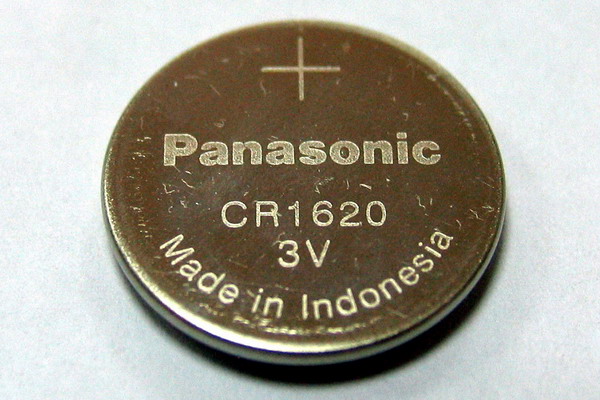 +
Panasonic
CR1620
3V
Made in Indonesia